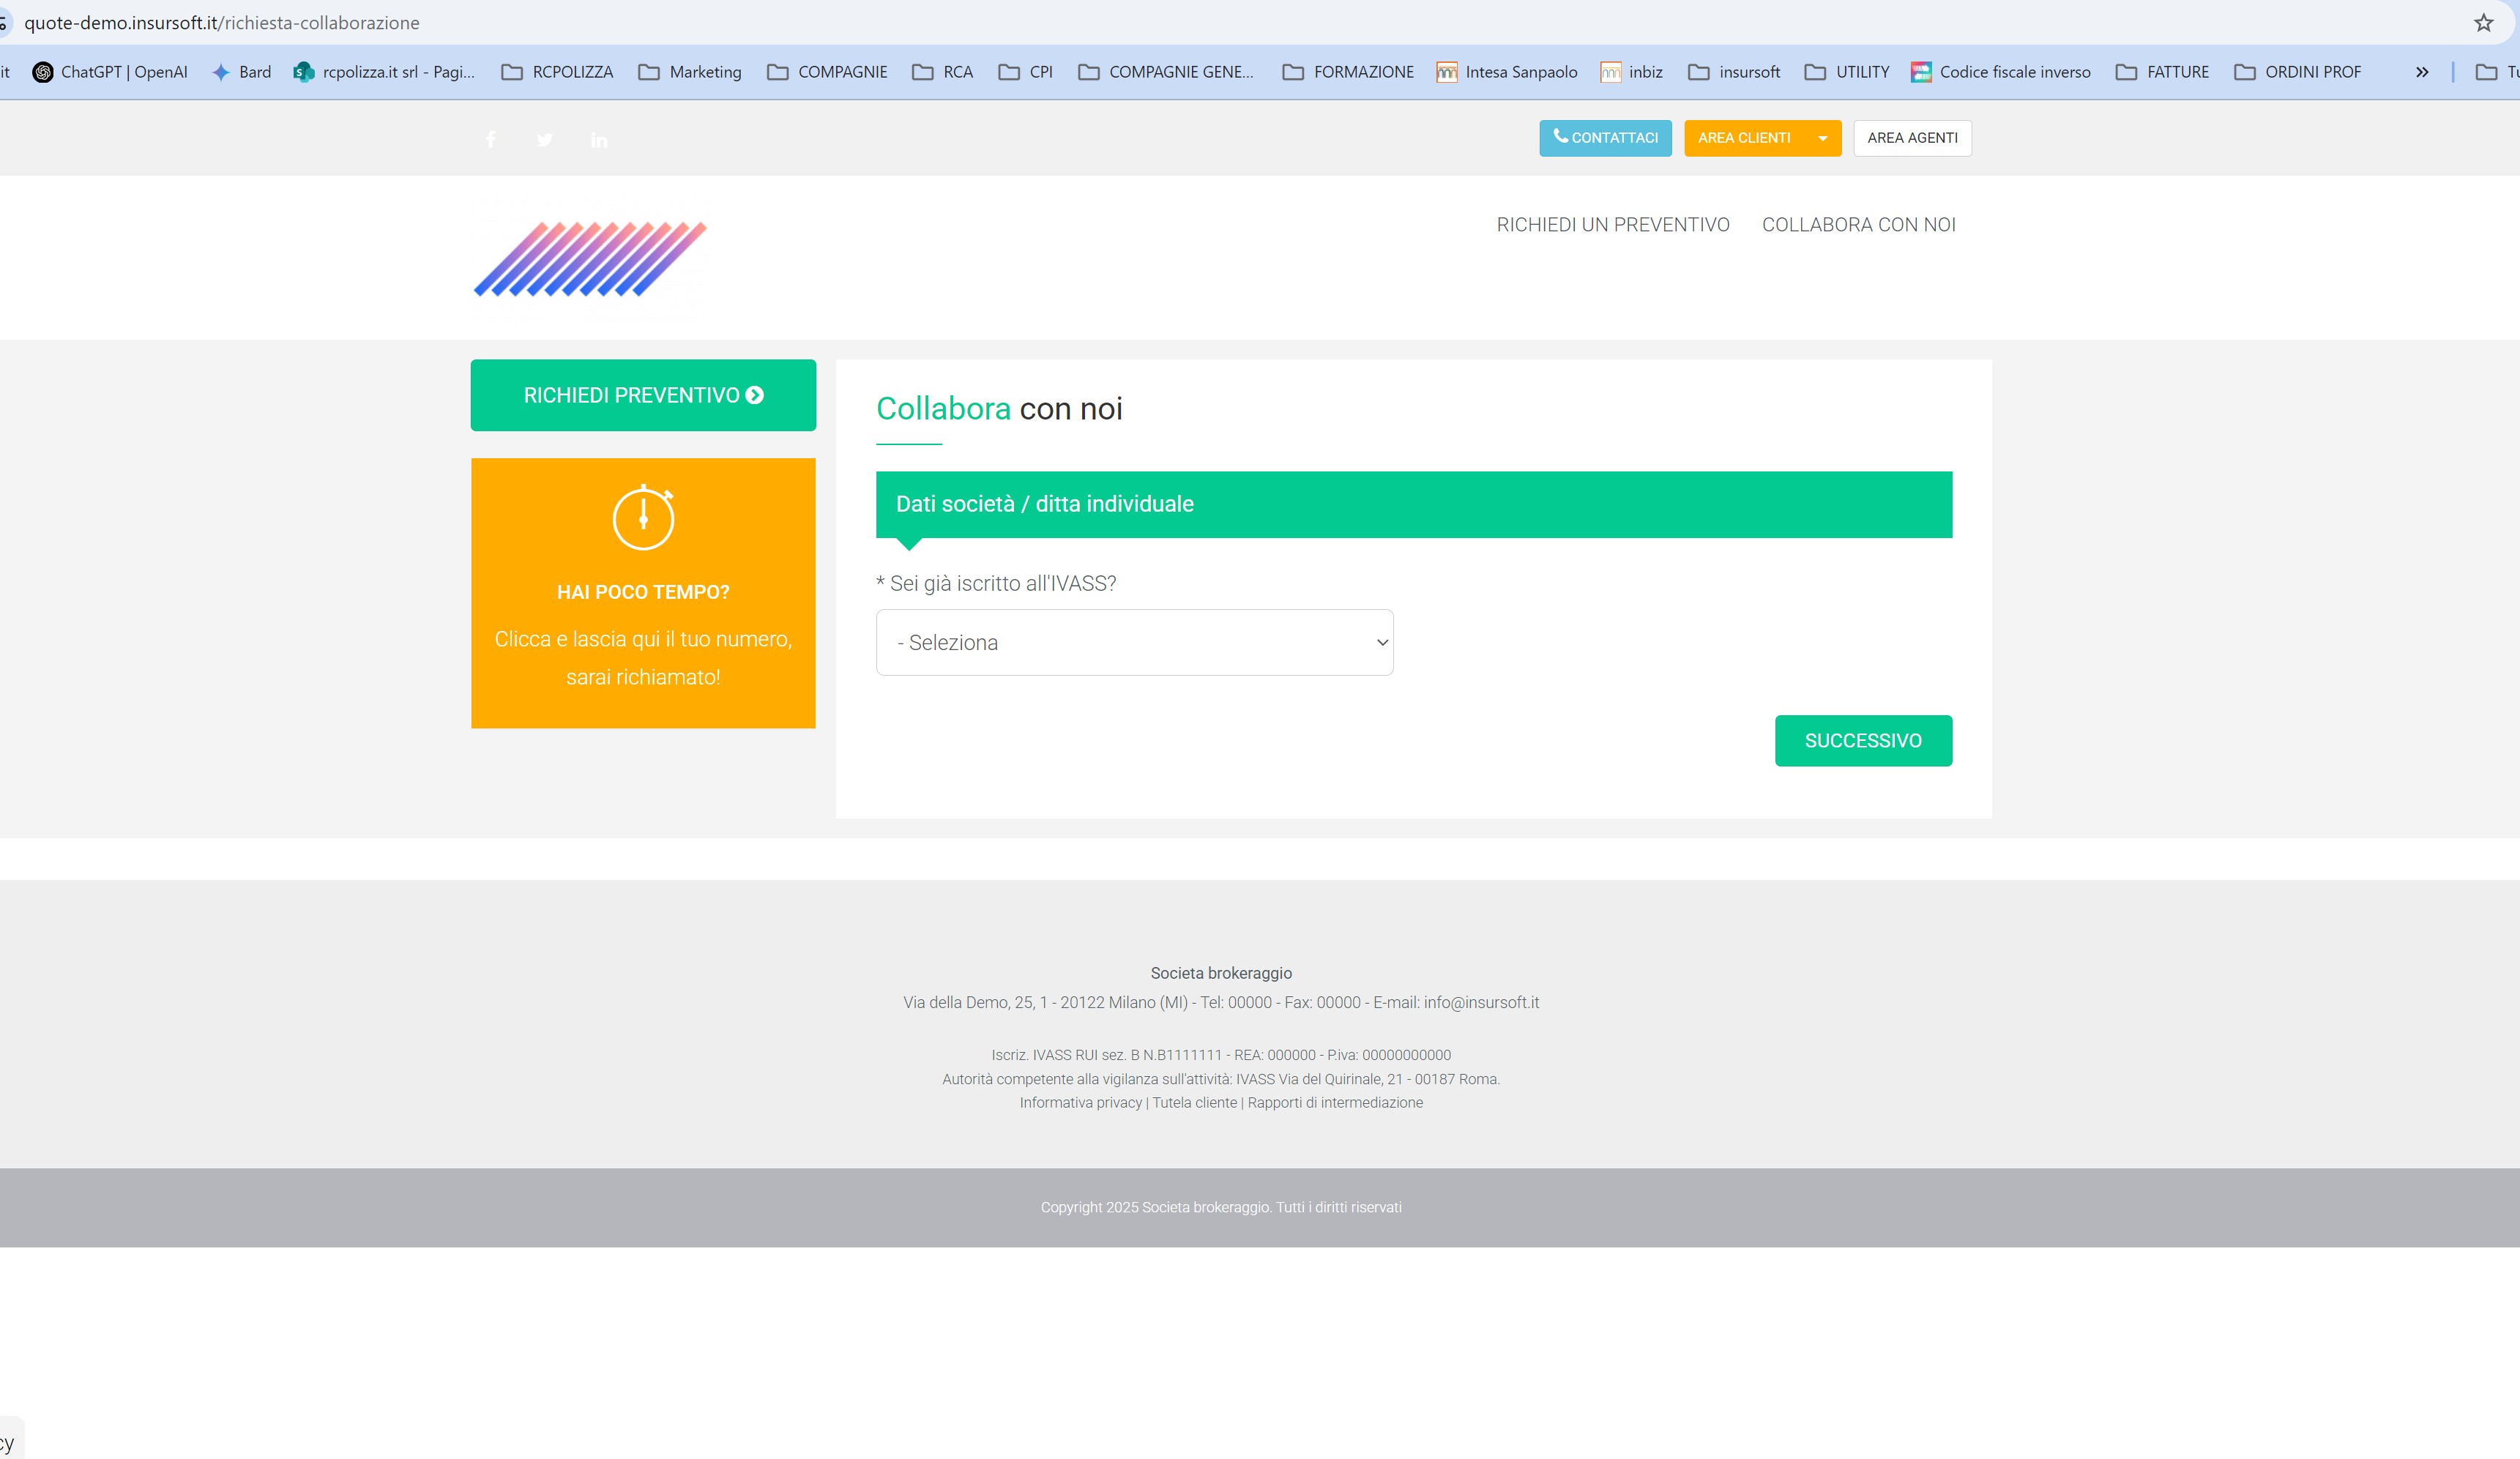 quote-demo.insursoft.it/richiesta-collaborazione
it ChatGPT | OpenAI Bard rcpolizza.it srl - Pagi... RCPOLIZZA Marketing COMPAGNIE RCA CPI COMPAGNIE GENE... FORMAZIONE Intesa Sanpaolo inbiz insursoft UTILITY Codice fiscale inverso FATTURE ORDINI PROF » Tu
CONTATTACI AREA CLIENTI AREA AGENTI
RICHIEDI UN PREVENTIVO COLLABORA CON NOI
RICHIEDI PREVENTIVO
HAI POCO TEMPO?
Clicca e lascia qui il tuo numero,
sarai richiamato!
Collabora con noi
Dati società / ditta individuale
* Sei già iscritto all'IVASS?
- Seleziona
SUCCESSIVO
Societa brokeraggio
Via della Demo, 25, 1 - 20122 Milano (MI) - Tel: 00000 - Fax: 00000 - E-mail: info@insursoft.it
Iscriz. IVASS RUI sez. B N.B1111111 - REA: 000000 - P.iva: 00000000000
Autorità competente alla vigilanza sull'attività: IVASS Via del Quirinale, 21 - 00187 Roma.
Informativa privacy | Tutela cliente | Rapporti di intermediazione
Copyright 2025 Societa brokeraggio. Tutti i diritti riservati
cy